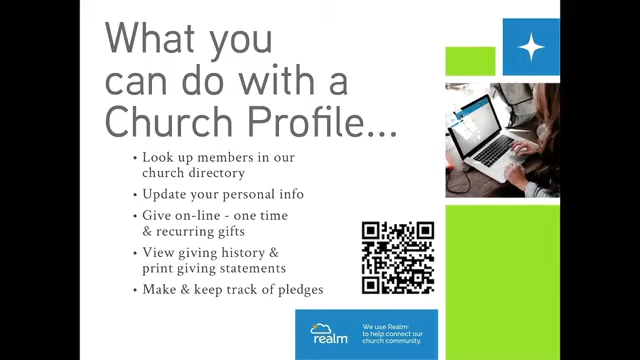 What you
can do with a
Church Profile...
• Look up members in our
church directory
• Update your personal info
• Give on-line - one time
& recurring gifts
• View giving history &
print giving statements
• Make & keep track of pledges
realm
We use Realm®
to help connect our
church community.